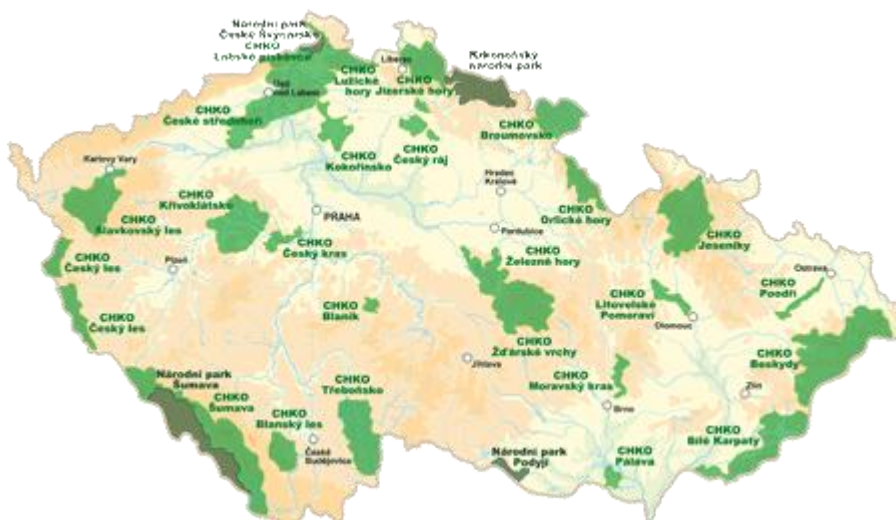 Národní park
České Švýcarsko
CHKO
Labské pískovce
Krkonošský
národní park
Liberec
CHKO
Lužické
hory
CHKO
Jizerské hory
Ústí
nad Labem
CHKO
České středohoří
CHKO
Broumovsko
CHKO
Kokořínsko
CHKO
Český ráj
Karlovy Vary
Hradec
Králové
CHKO
Křivoklátsko
CHKO
Slavkovský les
PRAHA
CHKO
Orlické hory
Pardubice
CHKO
Jeseníky
CHKO
Český les
Plzeň
CHKO
Český kras
CHKO
Železné hory
Ostrava
CHKO
Poodří
CHKO
Český les
CHKO
Blaník
CHKO
Litovelské
Pomoraví
Olomouc
CHKO
Žďárské vrchy
CHKO
Beskydy
Jihlava
Národní park
Šumava
CHKO
Šumava
CHKO
Třeboňsko
CHKO
Moravský kras
Zlín
Brno
CHKO
Blanský les
České
Budějovice
CHKO
Bílé Karpaty
Národní park
Podyjí
CHKO
Pálava